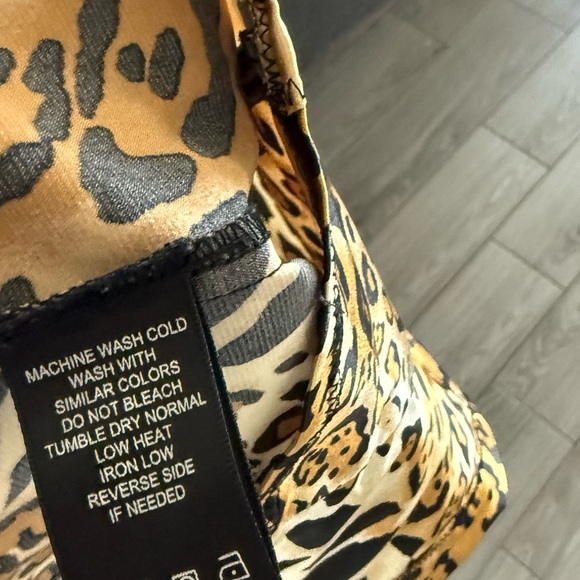 MACHINE WASH COLD
WASH WITH
SIMILAR COLORS
DO NOT BLEACH
TUMBLE DRY NORMAL
LOW HEAT
IRON LOW
REVERSE SIDE
IF NEEDED